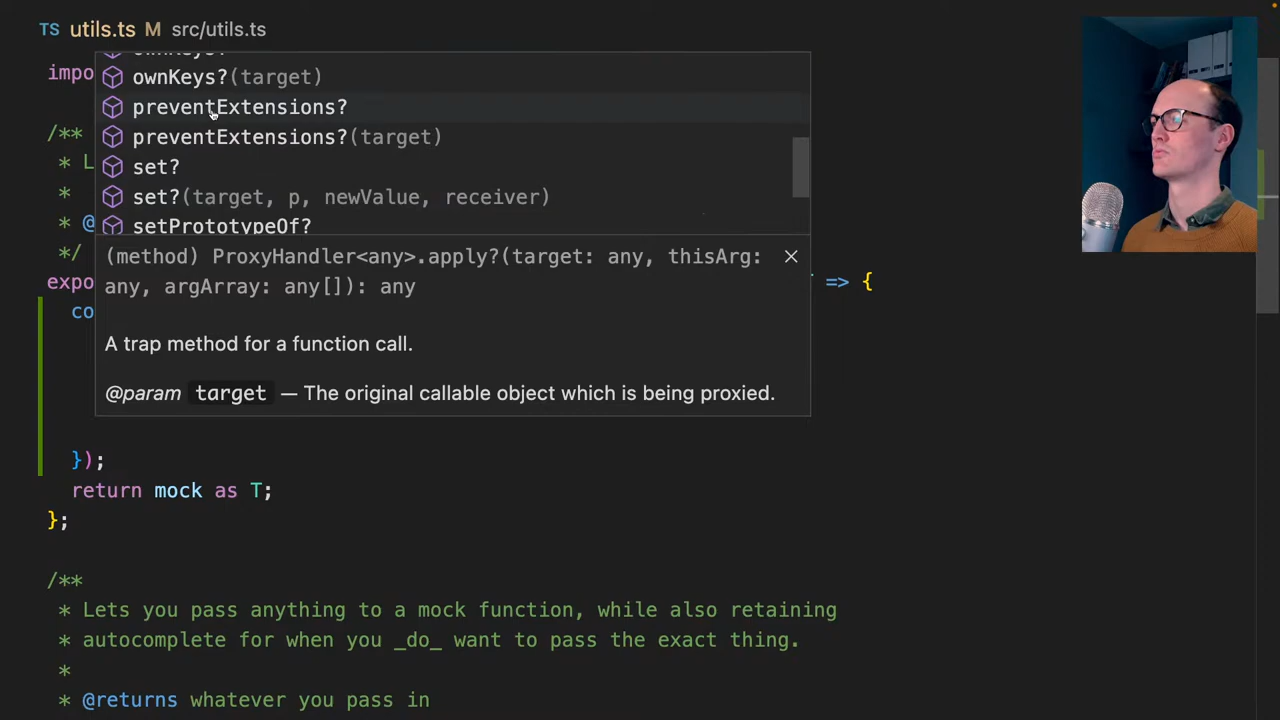 TS utils.ts M src/utils.ts
impo
ownKeys?(target)
preventExtensions?
/**
preventExtensions?(target)
* L
set?
*
set?(target, p, newValue, receiver)
* @
setPrototypeOf?
*/
(method) ProxyHandler<any>.apply?(target: any, thisArg:
any, argArray: any[]): any
expo
=> {
co
A trap method for a function call.
@param target — The original callable object which is being proxied.
});
return mock as T;
};
/**
* Lets you pass anything to a mock function, while also retaining
* autocomplete for when you _do_ want to pass the exact thing.
*
* @returns whatever you pass in